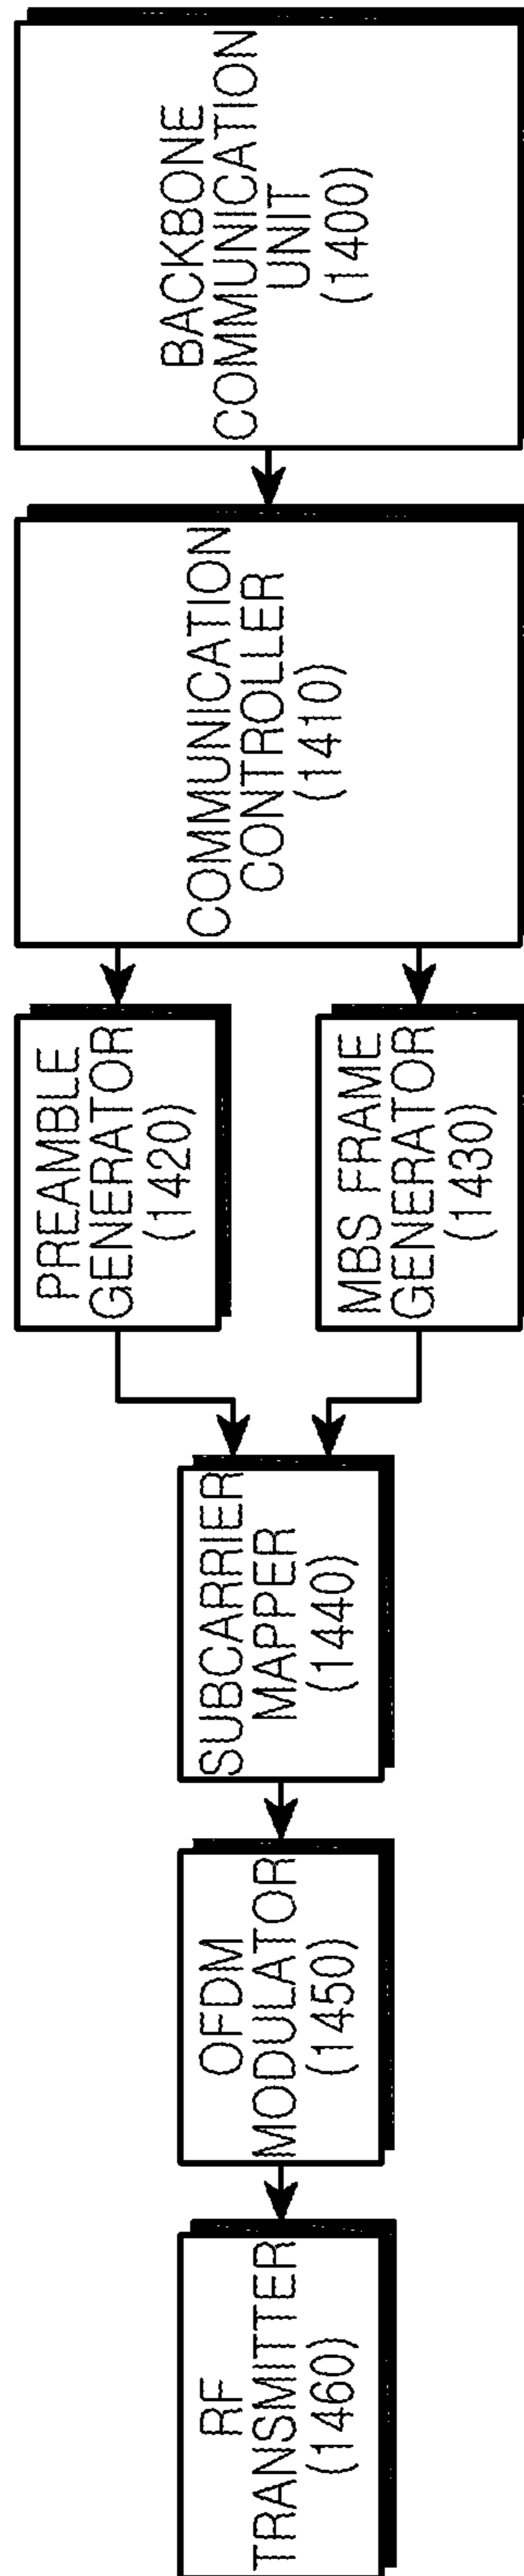 BACKBONE
COMMUNICATION
UNIT
(1400)
COMMUNICATION
CONTROLLER
(1410)
PREAMBLE
GENERATOR
(1420)
MBS FRAME
GENERATOR
(1430)
SUBCARRIER
MAPPER
(1440)
OFDM
MODULATOR
(1450)
RF
TRANSMITTER
(1460)